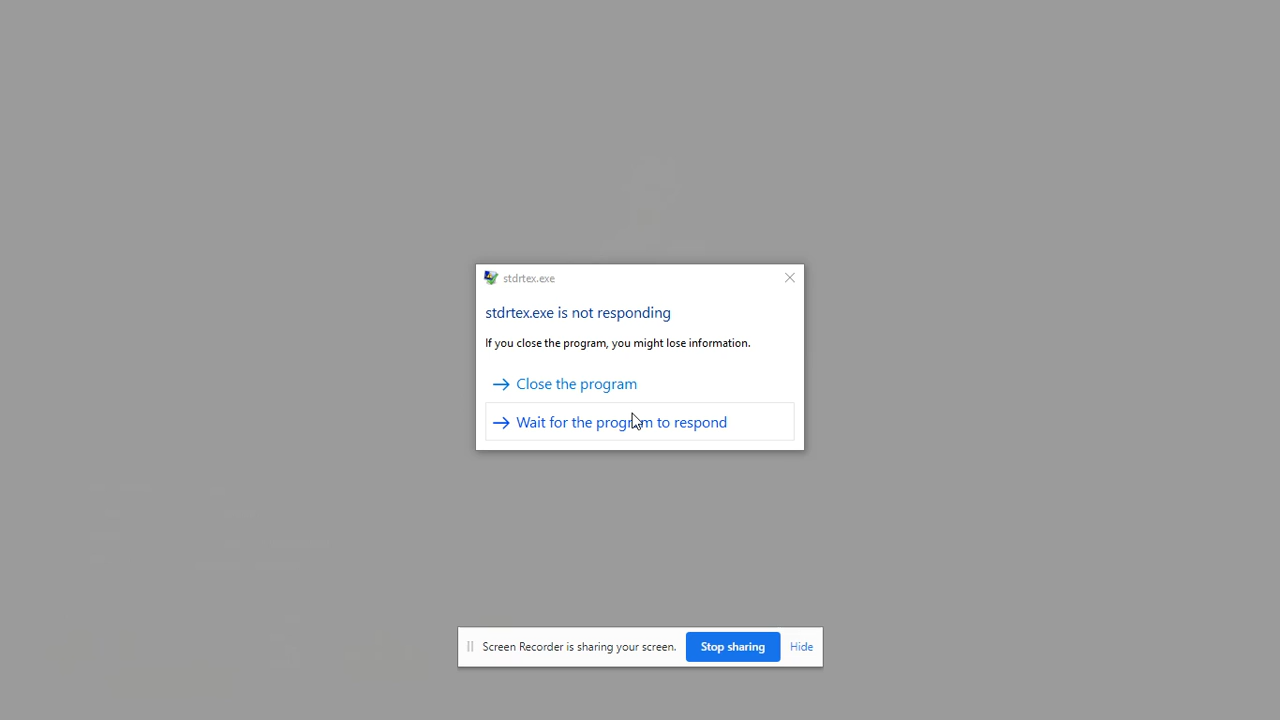 stdrtex.exe
stdrtex.exe is not responding
If you close the program, you might lose information.
Close the program
Wait for the program to respond
Screen Recorder is sharing your screen. Stop sharing Hide